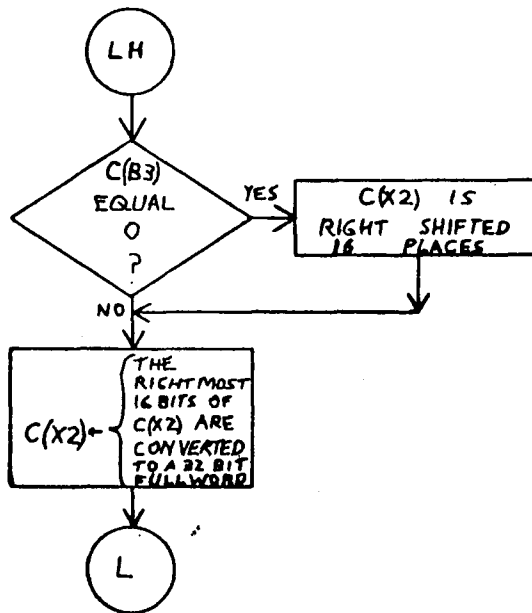 LH
C(B3)
EQUAL
0
?
YES
C(X2) IS
RIGHT SHIFTED
16 PLACES
NO
C(X2)←
THE
RIGHTMOST
16 BITS OF
C(X2) ARE
CONVERTED
TO A 32 BIT
FULLWORD
L